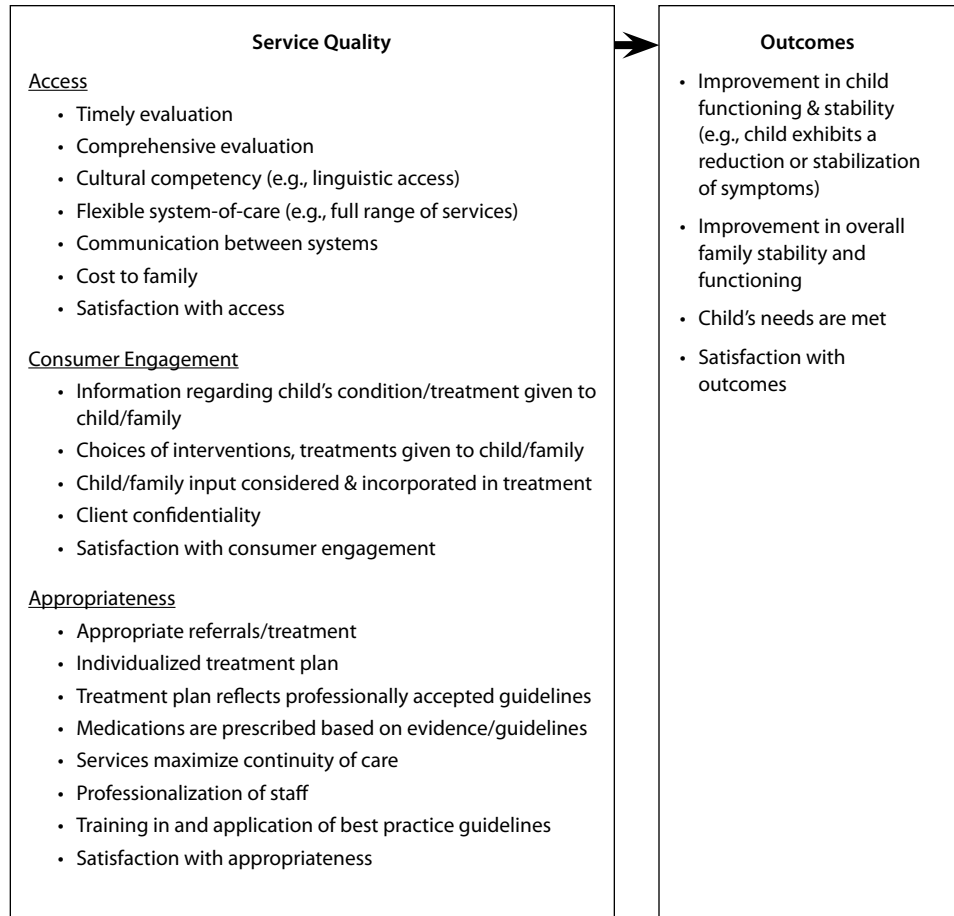 Service Quality
Access
• Timely evaluation
• Comprehensive evaluation
• Cultural competency (e.g., linguistic access)
• Flexible system-of-care (e.g., full range of services)
• Communication between systems
• Cost to family
• Satisfaction with access
Consumer Engagement
• Information regarding child’s condition/treatment given to
child/family
• Choices of interventions, treatments given to child/family
• Child/family input considered & incorporated in treatment
• Client confidentiality
• Satisfaction with consumer engagement
Appropriateness
• Appropriate referrals/treatment
• Individualized treatment plan
• Treatment plan reflects professionally accepted guidelines
• Medications are prescribed based on evidence/guidelines
• Services maximize continuity of care
• Professionalization of staff
• Training in and application of best practice guidelines
• Satisfaction with appropriateness
Outcomes
• Improvement in child
functioning & stability
(e.g., child exhibits a
reduction or stabilization
of symptoms)
• Improvement in overall
family stability and
functioning
• Child’s needs are met
• Satisfaction with
outcomes